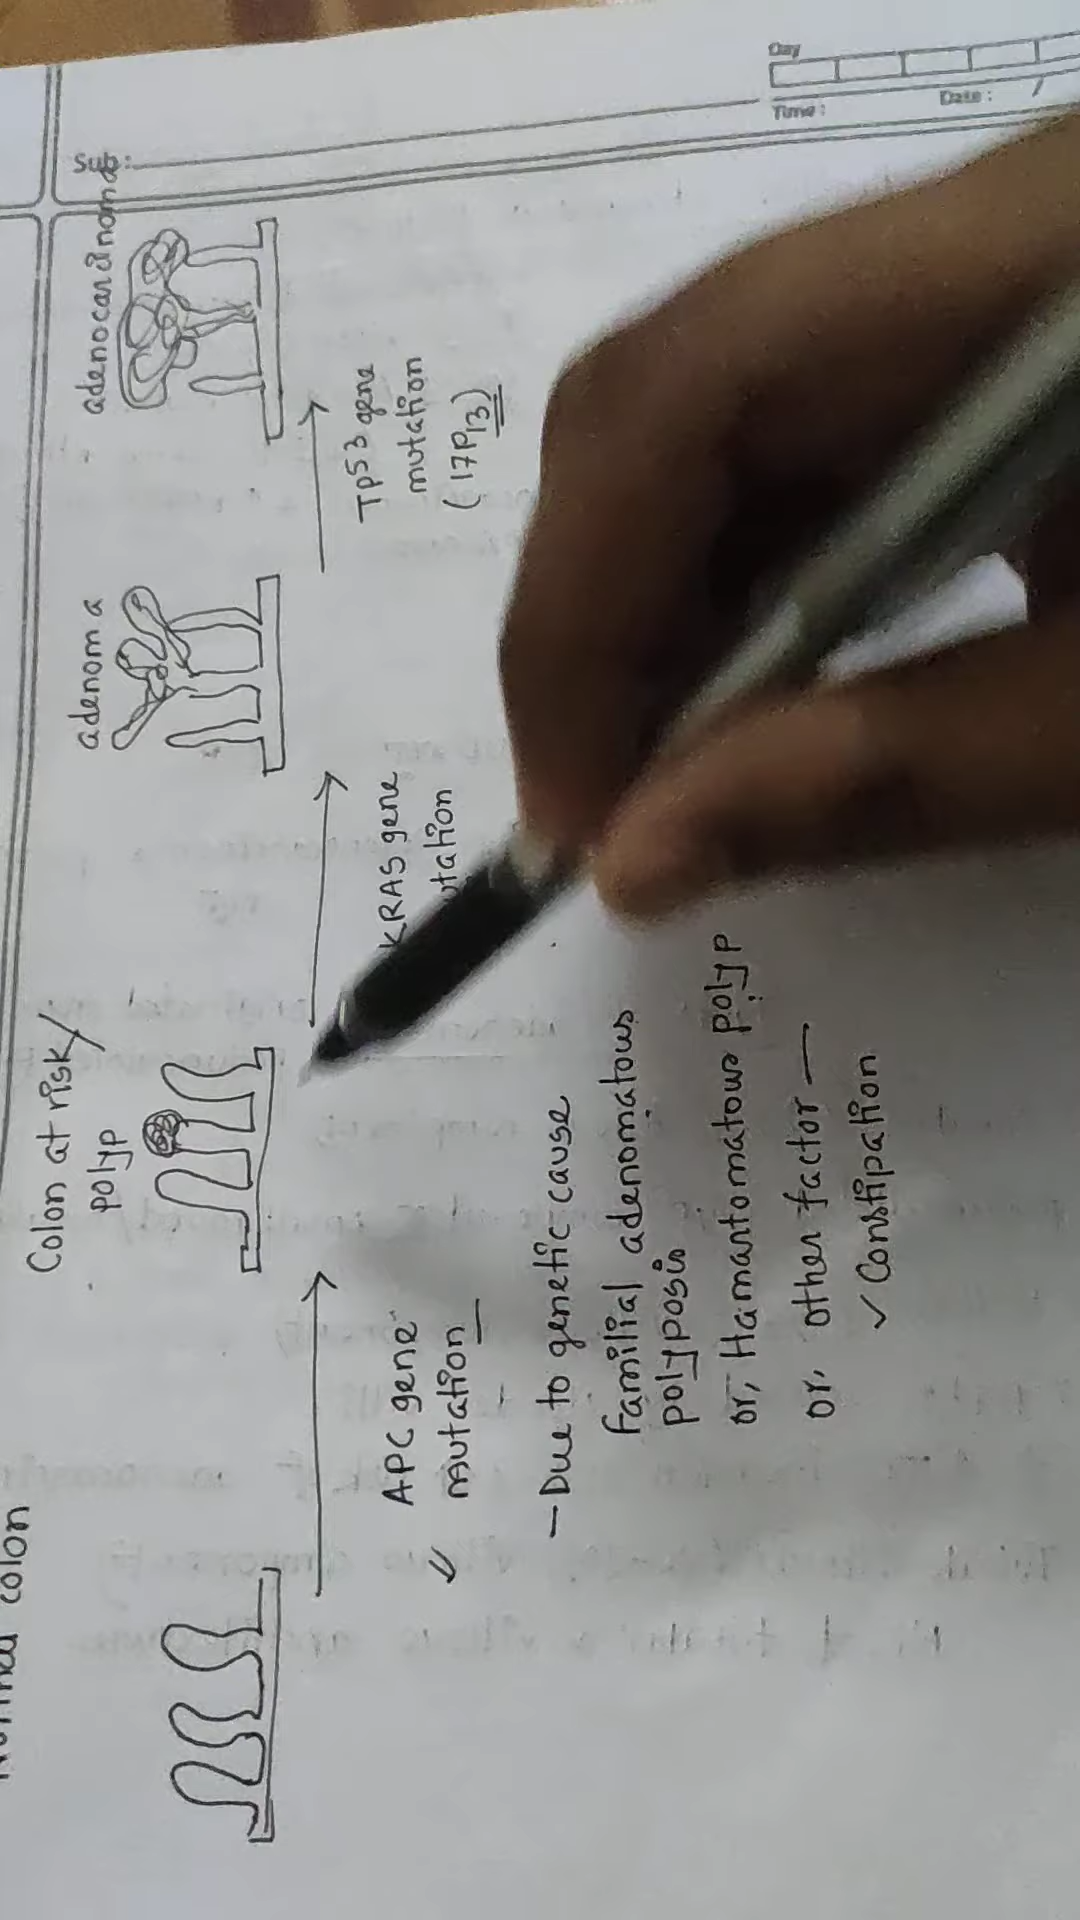 Day
Time :
Date : /
Sub :
colon
Colon at risk/
polyp
adenoma
adenocarcinoma
APC gene
mutation
KRAS gene
TP53 gene
mutation
(17P13)
— Due to genetic cause
Familial adenomatous
polyposis
or, Hamartomatous polyp
or, other factor —
✓ Constipation